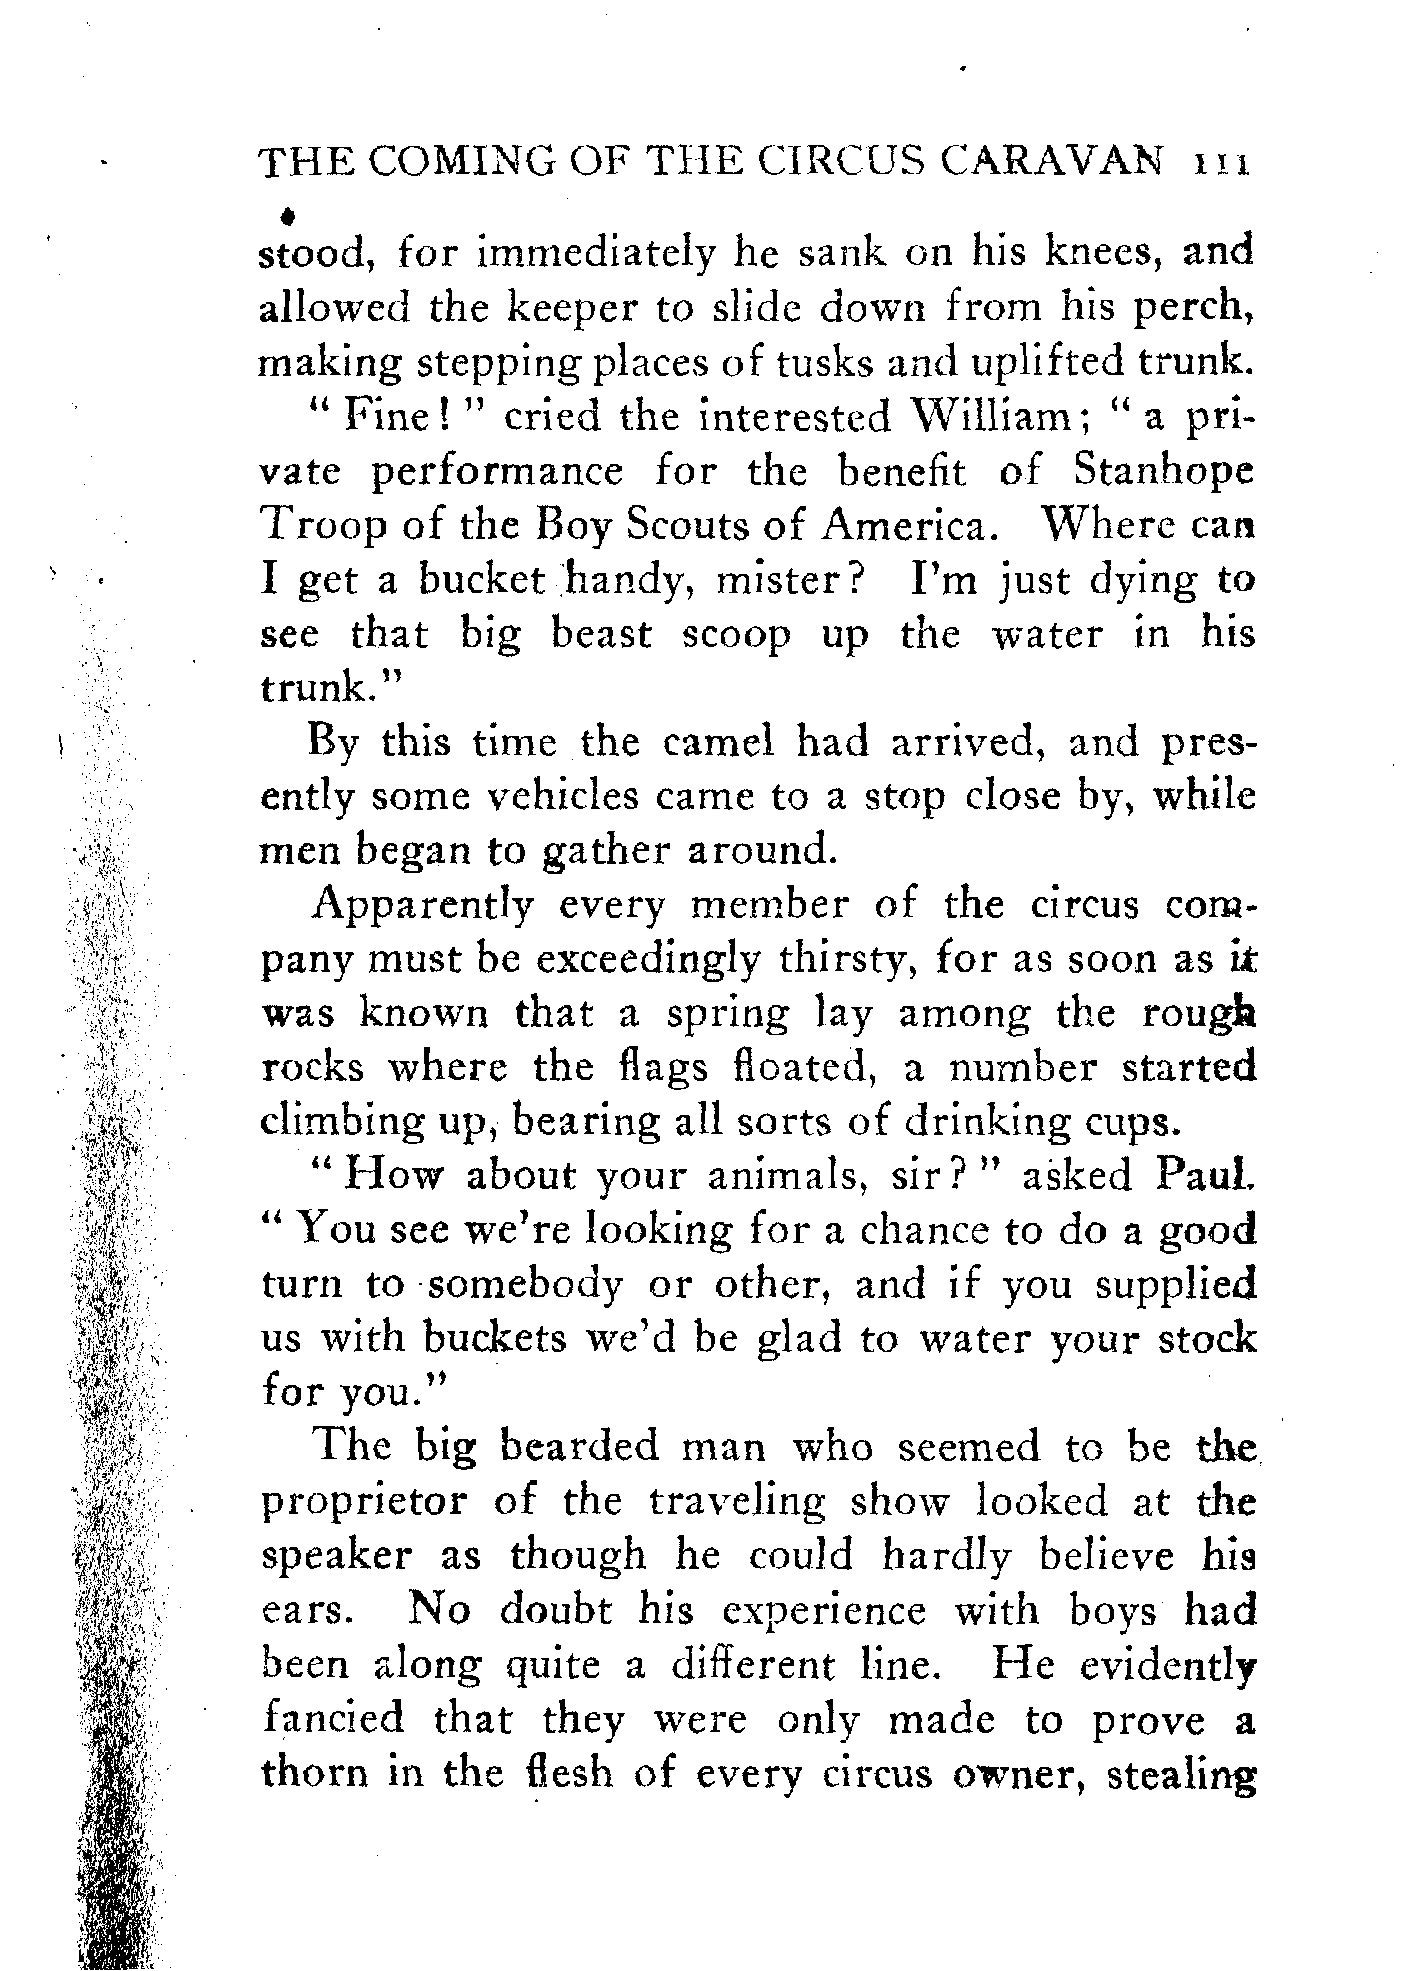 THE COMING OF THE CIRCUS CARAVAN 111
stood, for immediately he sank on his knees, and
allowed the keeper to slide down from his perch,
making stepping places of tusks and uplifted trunk.
" Fine! " cried the interested William; " a pri-
vate performance for the benefit of Stanhope
Troop of the Boy Scouts of America. Where can
I get a bucket handy, mister? I'm just dying to
see that big beast scoop up the water in his
trunk."
By this time the camel had arrived, and pres-
ently some vehicles came to a stop close by, while
men began to gather around.
Apparently every member of the circus com-
pany must be exceedingly thirsty, for as soon as it
was known that a spring lay among the rough
rocks where the flags floated, a number started
climbing up, bearing all sorts of drinking cups.
" How about your animals, sir? " asked Paul.
" You see we're looking for a chance to do a good
turn to somebody or other, and if you supplied
us with buckets we'd be glad to water your stock
for you."
The big bearded man who seemed to be the
proprietor of the traveling show looked at the
speaker as though he could hardly believe his
ears. No doubt his experience with boys had
been along quite a different line. He evidently
fancied that they were only made to prove a
thorn in the flesh of every circus owner, stealing